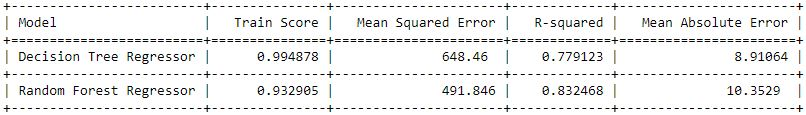 +-------------------------+---------------+----------------------+-------------+-----------------------+
| Model                   |   Train Score |   Mean Squared Error |   R-squared |   Mean Absolute Error |
+=========================+===============+======================+=============+=======================+
| Decision Tree Regressor |      0.994878 |              648.46  |    0.779123 |               8.91064 |
+-------------------------+---------------+----------------------+-------------+-----------------------+
| Random Forest Regressor |      0.932905 |              491.846 |    0.832468 |              10.3529  |
+-------------------------+---------------+----------------------+-------------+-----------------------+